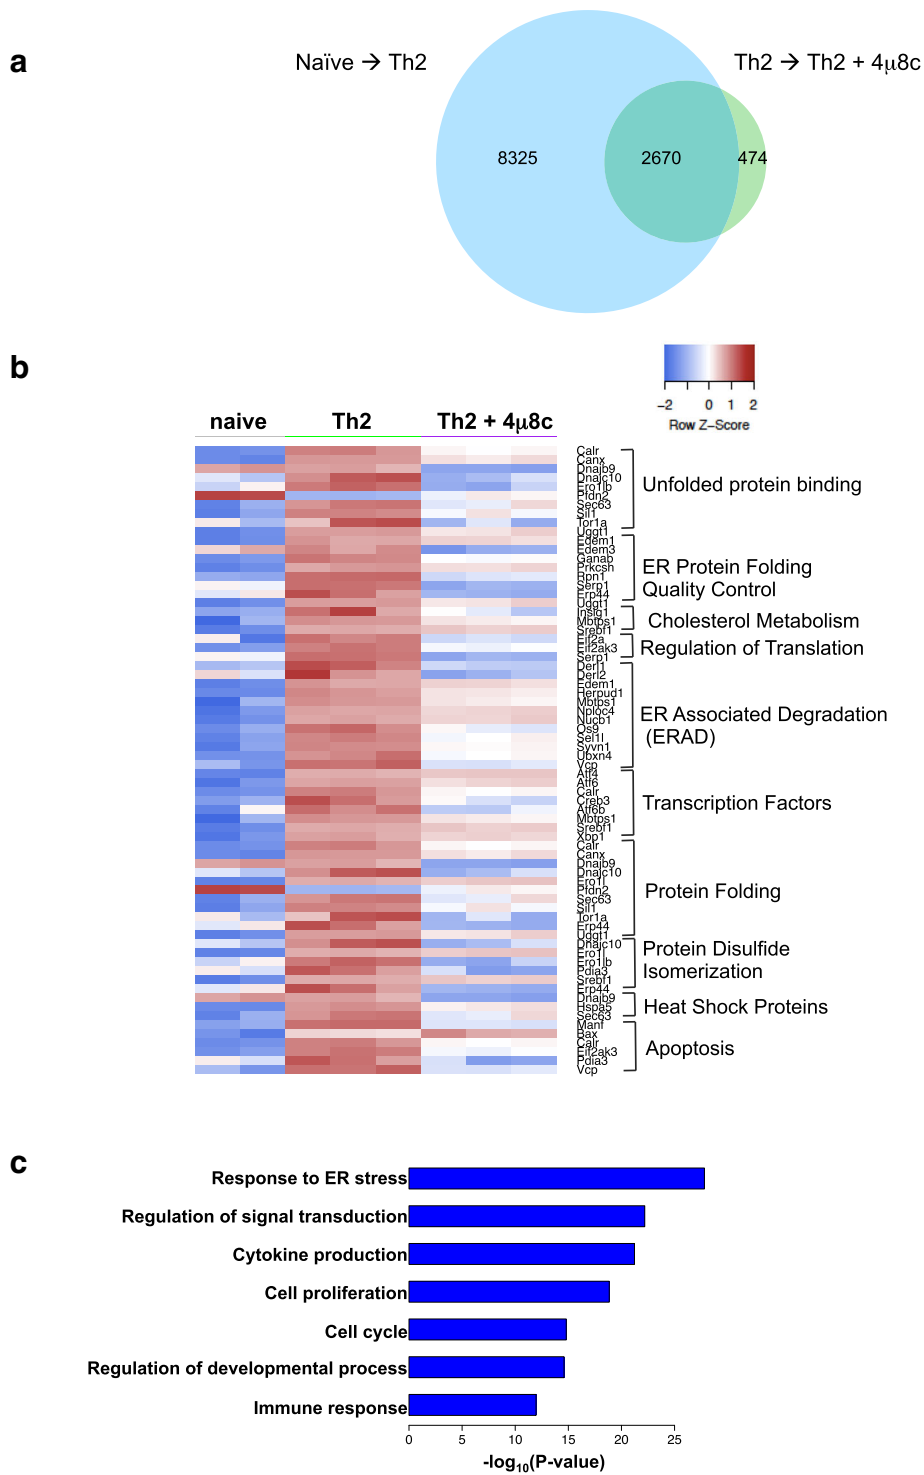 a
Naïve → Th2
Th2 → Th2 + 4µ8c
8325
2670
474
b
-2 0 1 2
Row Z-Score
naive
Th2
Th2 + 4µ8c
Calr
Canx
Dnajb9
Dnajc10
Ero1lb
Pfdn2
Sec63
Sil1
Tor1a
Uggt1
Unfolded protein binding
Edem1
Edem3
Ganab
Prkcsh
Rpn1
Serp1
Erp44
Uggt1
ER Protein Folding
Quality Control
Insig1
Mbtps1
Srebf1
Cholesterol Metabolism
Eif2a
Eif2ak3
Serp1
Regulation of Translation
Derl1
Derl2
Edem1
Herpud1
Mbtps1
Nploc4
Nucb1
Os9
Sel1l
Syvn1
Ubxn4
Vcp
ER Associated Degradation
(ERAD)
Atf4
Atf6
Calr
Creb3
Atf6b
Mbtps1
Srebf1
Xbp1
Transcription Factors
Calr
Canx
Dnajb9
Dnajc10
Ero1l
Pfdn2
Sec63
Sil1
Tor1a
Erp44
Uggt1
Protein Folding
Dnajc10
Ero1l
Ero1lb
Pdia3
Srebf1
Erp44
Protein Disulfide
Isomerization
Dnajb9
Hspa5
Sec63
Heat Shock Proteins
Manf
Bax
Calr
Eif2ak3
Pdia3
Vcp
Apoptosis
c
Response to ER stress
Regulation of signal transduction
Cytokine production
Cell proliferation
Cell cycle
Regulation of developmental process
Immune response
0 5 10 15 20 25
-log10(P-value)